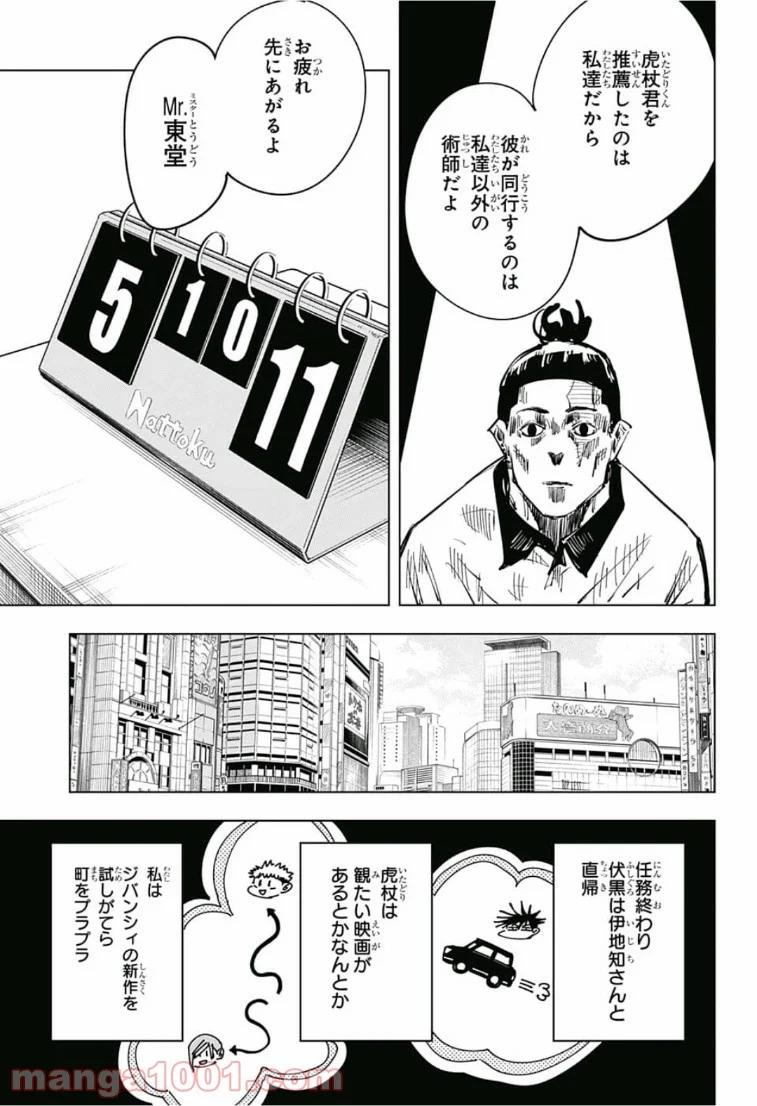 虎杖君を
推薦したのは
私達だから
彼が同行するのは
私達以外の
術師だよ
お疲れ
先にあがるよ
Mr.東堂
5 10 11
Nattoku
任務終わり
伏黒は伊地知さんと
直帰
虎杖は
観たい映画が
あるとかなんとか
私は
ジバンシィの新作を
試しがてら
町をプラプラ
manga1001.com